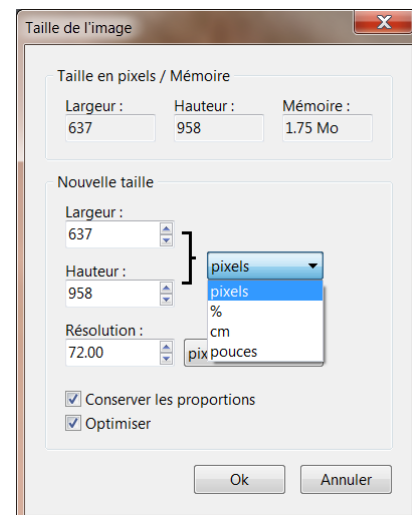 Taille de l'image
Taille en pixels / Mémoire
Largeur : Hauteur : Mémoire :
637 958 1.75 Mo
Nouvelle taille
Largeur :
637
pixels
Hauteur :
958
pixels
%
cm
pouces
Résolution :
72.00
Conserver les proportions
Optimiser
Ok Annuler